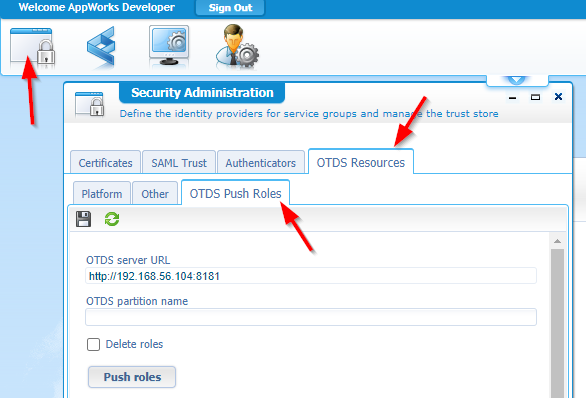 Welcome AppWorks Developer Sign Out
Security Administration
Define the identity providers for service groups and manage the trust store
Certificates SAML Trust Authenticators OTDS Resources
Platform Other OTDS Push Roles
OTDS server URL
http://192.168.56.104:8181
OTDS partition name
Delete roles
Push roles